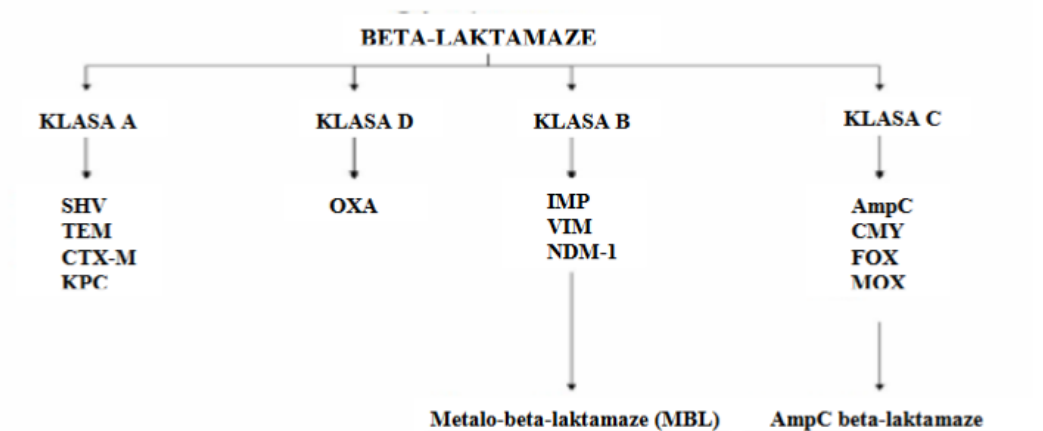 BETA-LAKTAMAZE
KLASA A
KLASA D
KLASA B
KLASA C
SHV
TEM
CTX-M
KPC
OXA
IMP
VIM
NDM-1
AmpC
CMY
FOX
MOX
Metalo-beta-laktamaze (MBL)
AmpC beta-laktamaze